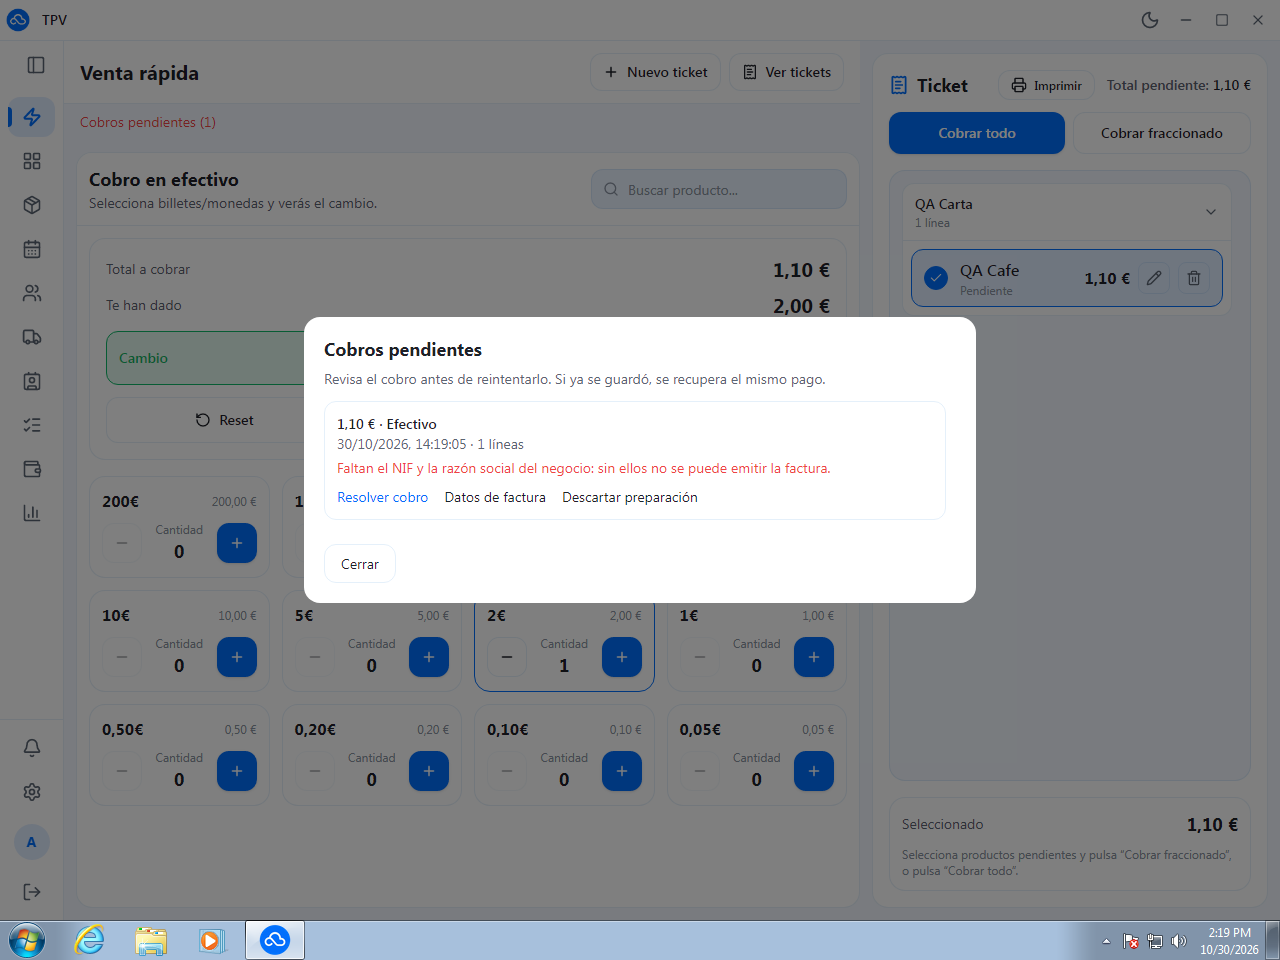 TPV
Venta rápida
Nuevo ticket
Ver tickets
Cobros pendientes (1)
Cobro en efectivo
Selecciona billetes/monedas y verás el cambio.
Buscar producto...
Total a cobrar
1,10 €
Te han dado
2,00 €
Cambio
Reset
200€
200,00 €
Cantidad
0
10€
10,00 €
Cantidad
0
5€
5,00 €
Cantidad
0
2€
2,00 €
Cantidad
1
1€
1,00 €
Cantidad
0
0,50€
0,50 €
Cantidad
0
0,20€
0,20 €
Cantidad
0
0,10€
0,10 €
Cantidad
0
0,05€
0,05 €
Cantidad
0
Cobros pendientes
Revisa el cobro antes de reintentarlo. Si ya se guardó, se recupera el mismo pago.
1,10 € · Efectivo
30/10/2026, 14:19:05 · 1 líneas
Faltan el NIF y la razón social del negocio: sin ellos no se puede emitir la factura.
Resolver cobro Datos de factura Descartar preparación
Cerrar
Ticket
Imprimir
Total pendiente: 1,10 €
Cobrar todo
Cobrar fraccionado
QA Carta
1 línea
QA Cafe
Pendiente
1,10 €
Seleccionado
1,10 €
Selecciona productos pendientes y pulsa "Cobrar fraccionado",
o pulsa "Cobrar todo".
A
2:19 PM
10/30/2026